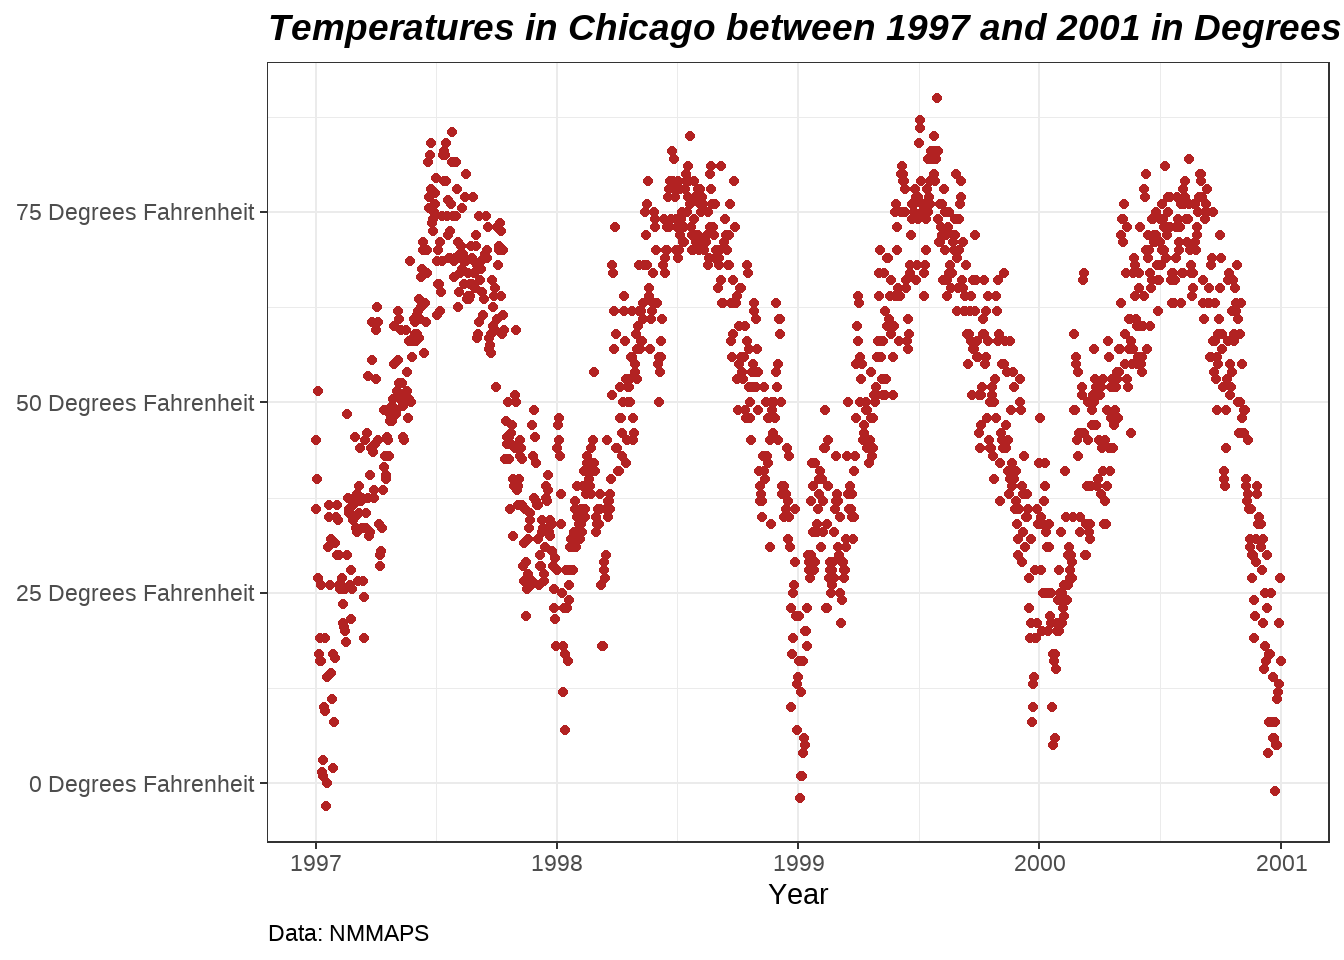 Temperatures in Chicago between 1997 and 2001 in Degrees
75 Degrees Fahrenheit
50 Degrees Fahrenheit
25 Degrees Fahrenheit
0 Degrees Fahrenheit
1997 1998 1999 2000 2001
Year
Data: NMMAPS